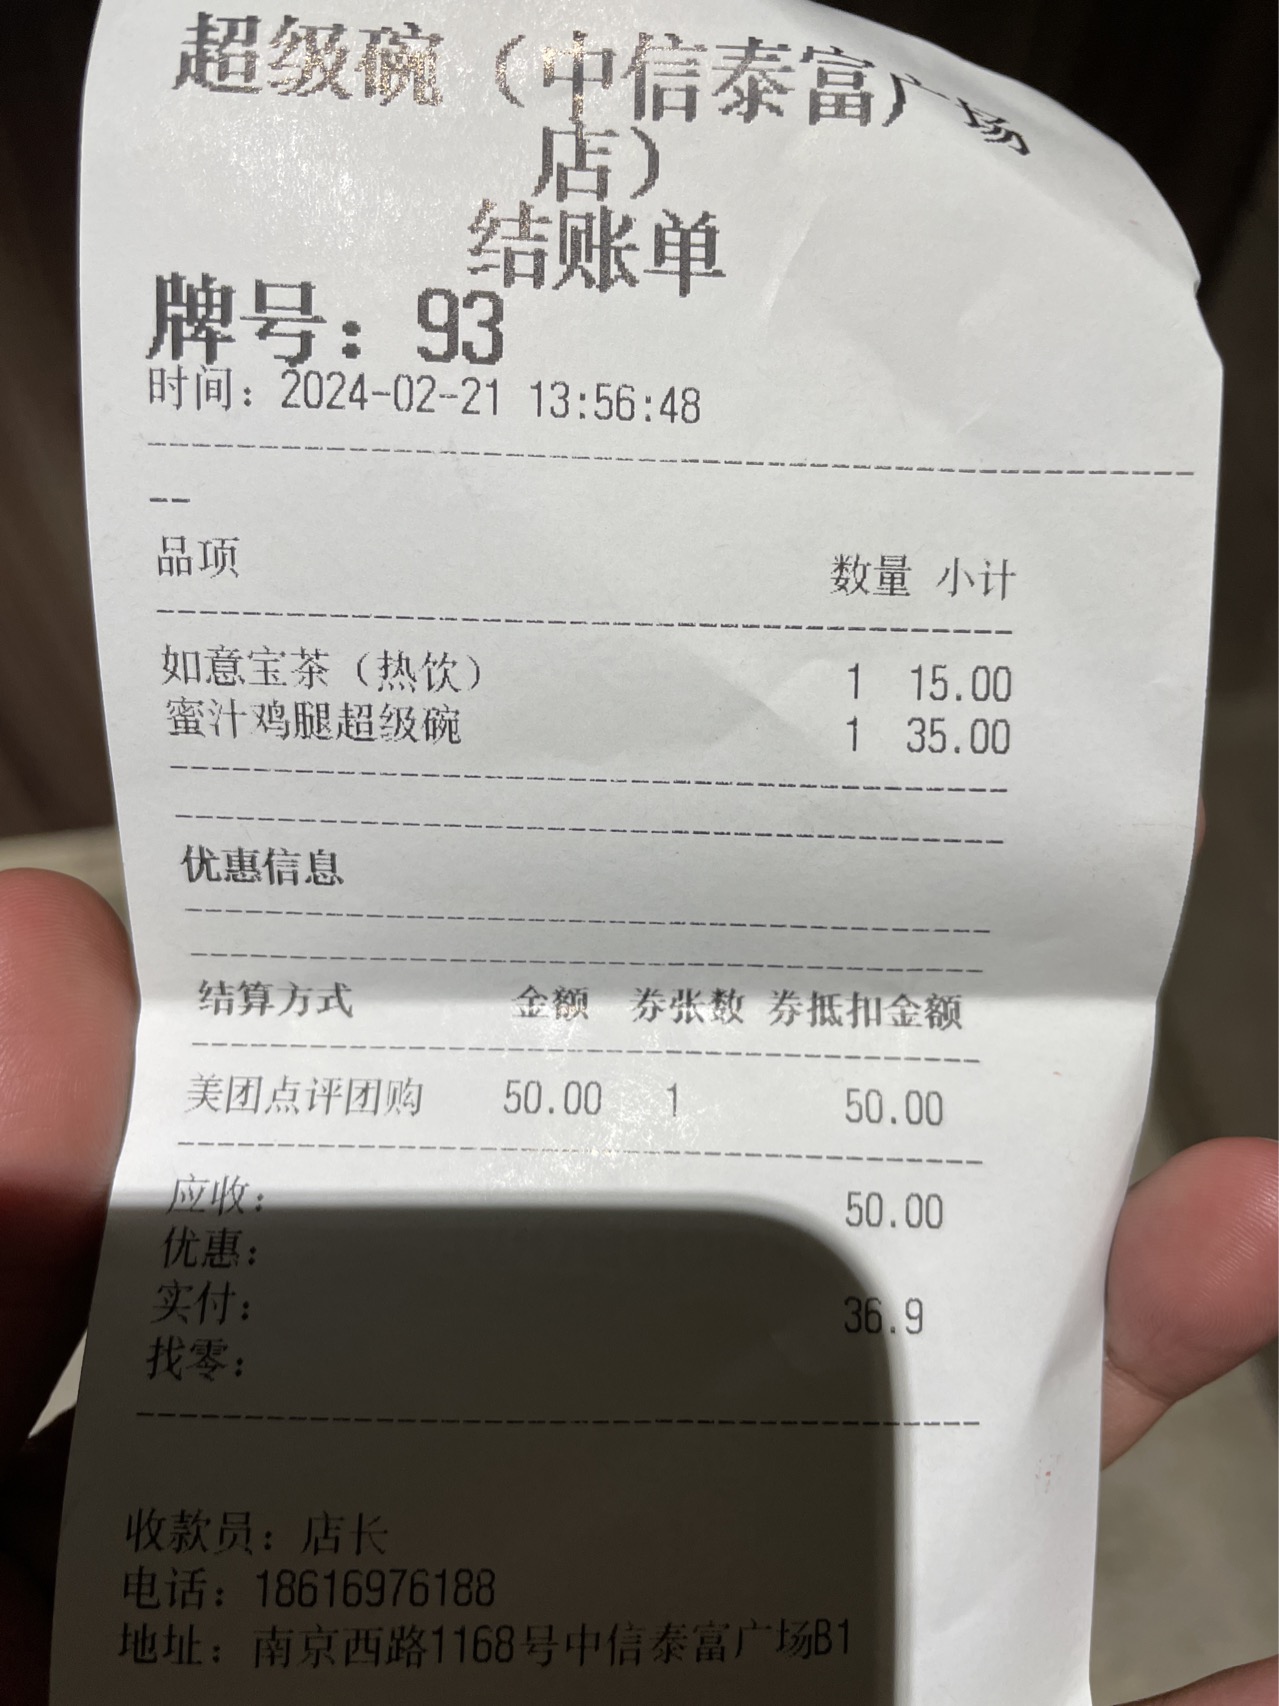 超级碗（中信泰富广场
店）
结账单
牌号：93
时间：2024-02-21 13:56:48
--
品项 数量 小计
如意宝茶（热饮） 1 15.00
蜜汁鸡腿超级碗 1 35.00
优惠信息
结算方式 金额 券张数 券抵扣金额
美团点评团购 50.00 1 50.00
应收： 50.00
优惠：
实付： 36.9
找零：
收款员：店长
电话：18616976188
地址：南京西路1168号中信泰富广场B1